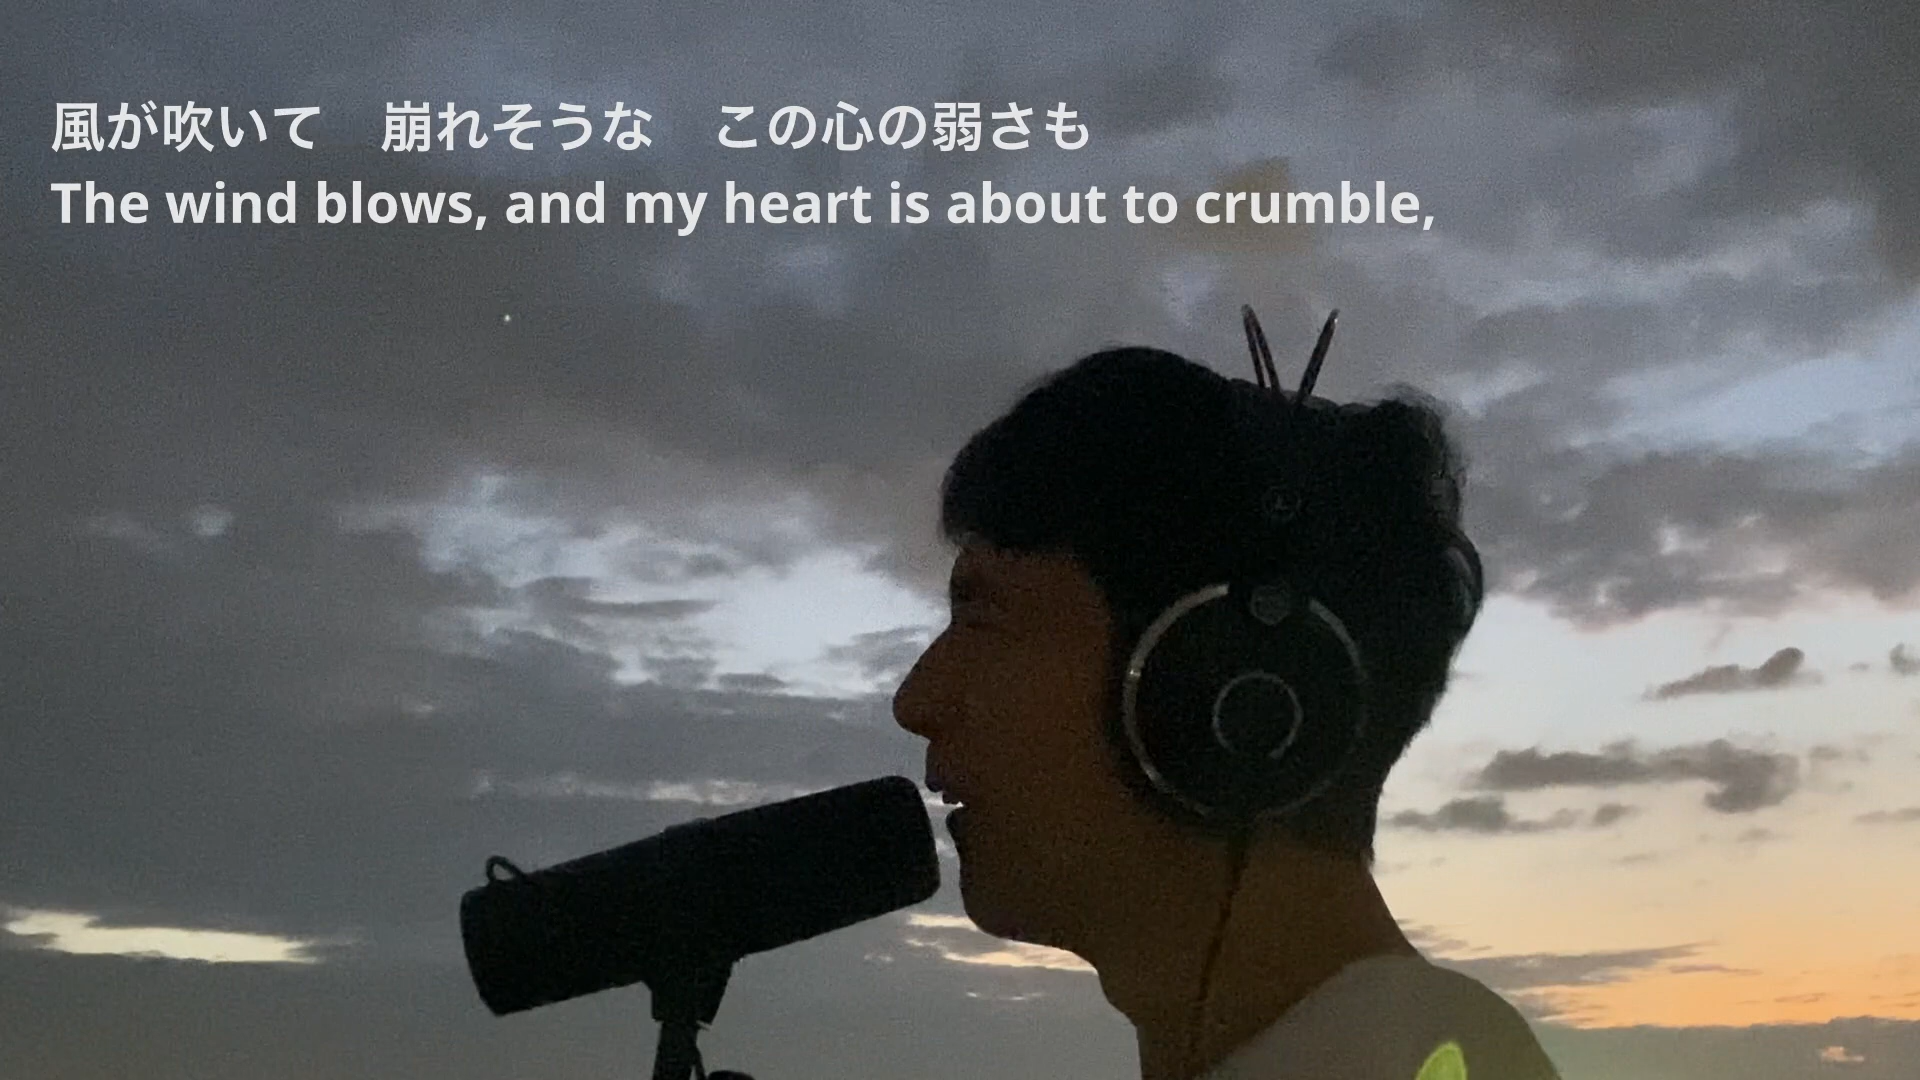 風が吹いて　崩れそうな　この心の弱さも
The wind blows, and my heart is about to crumble,